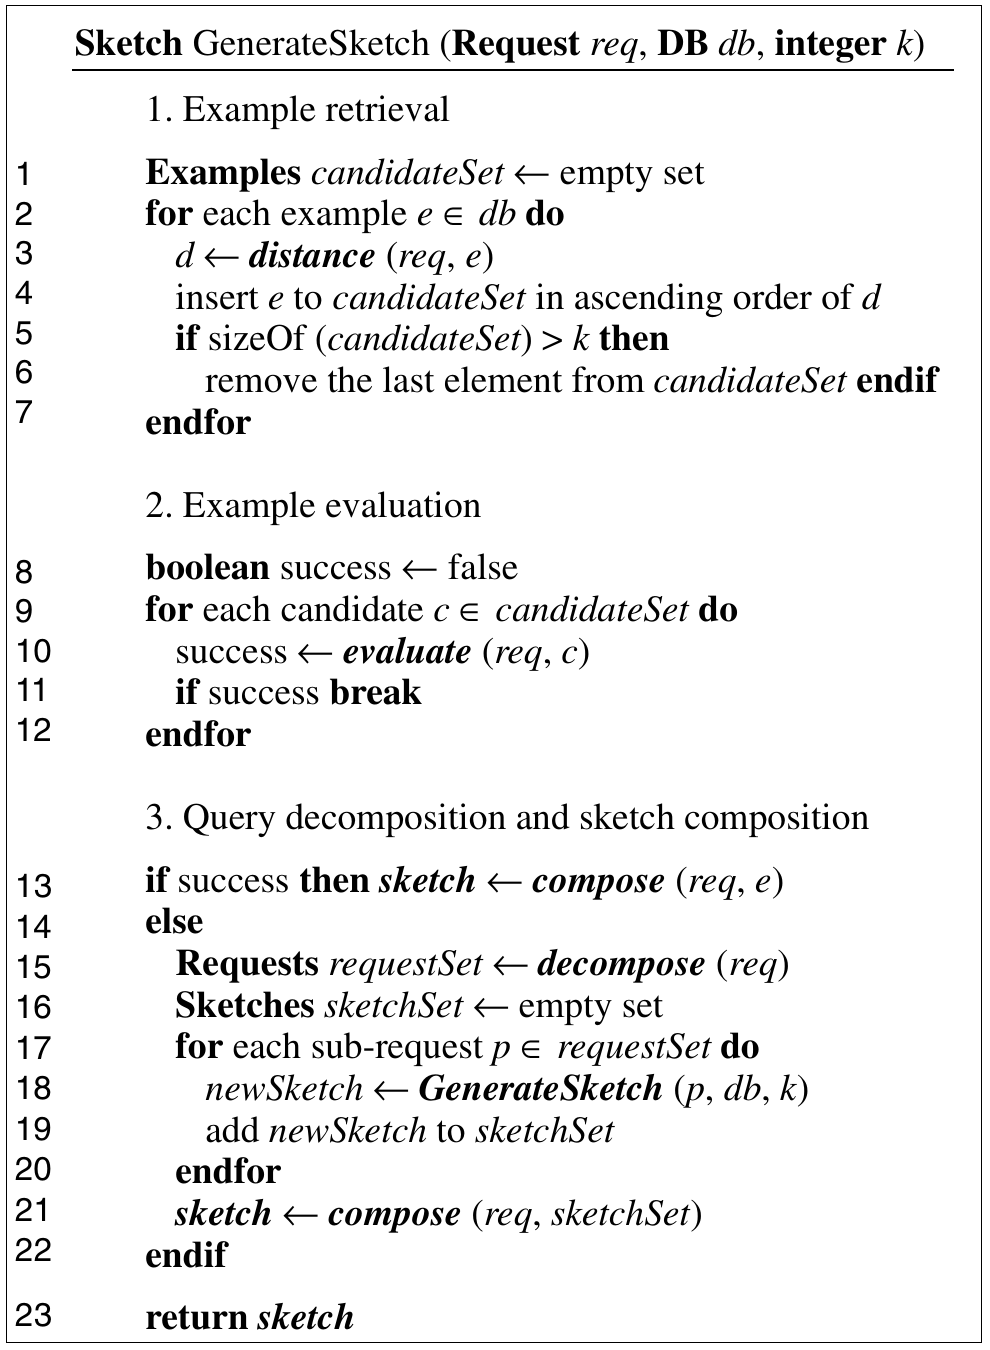 Sketch GenerateSketch (Request req, DB db, integer k)
1. Example retrieval
1 Examples candidateSet ← empty set
2 for each example e ∈ db do
3 d ← distance (req, e)
4 insert e to candidateSet in ascending order of d
5 if sizeOf (candidateSet) > k then
6 remove the last element from candidateSet endif
7 endfor
2. Example evaluation
8 boolean success ← false
9 for each candidate c ∈ candidateSet do
10 success ← evaluate (req, c)
11 if success break
12 endfor
3. Query decomposition and sketch composition
13 if success then sketch ← compose (req, e)
14 else
15 Requests requestSet ← decompose (req)
16 Sketches sketchSet ← empty set
17 for each sub-request p ∈ requestSet do
18 newSketch ← GenerateSketch (p, db, k)
19 add newSketch to sketchSet
20 endfor
21 sketch ← compose (req, sketchSet)
22 endif
23 return sketch